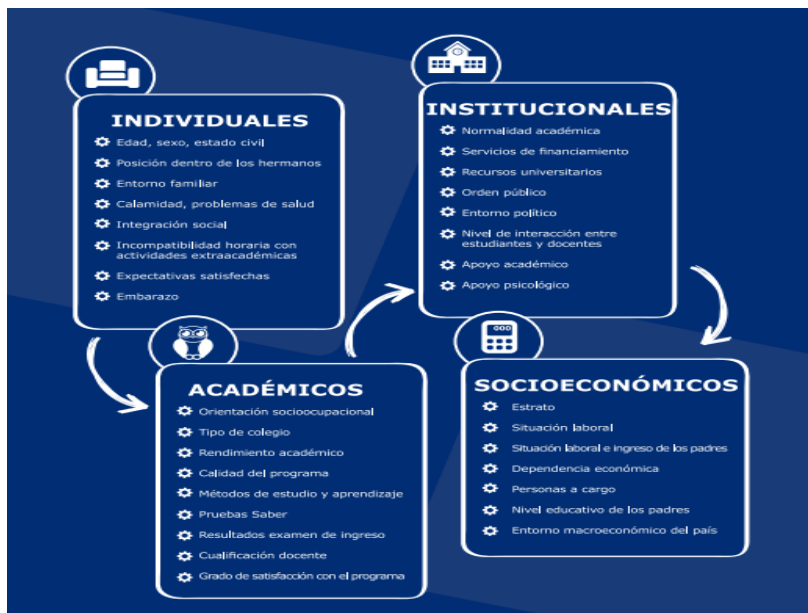 INDIVIDUALES
Edad, sexo, estado civil
Posición dentro de los hermanos
Entorno familiar
Calamidad, problemas de salud
Integración social
Incompatibilidad horaria con
actividades extraacadémicas
Expectativas satisfechas
Embarazo
ACADÉMICOS
Orientación socioocupacional
Tipo de colegio
Rendimiento académico
Calidad del programa
Métodos de estudio y aprendizaje
Pruebas Saber
Resultados examen de ingreso
Cualificación docente
Grado de satisfacción con el programa
INSTITUCIONALES
Normalidad académica
Servicios de financiamiento
Recursos universitarios
Orden público
Entorno político
Nivel de interacción entre
estudiantes y docentes
Apoyo académico
Apoyo psicológico
000
SOCIOECONÓMICOS
Estrato
Situación laboral
Situación laboral e ingreso de los padres
Dependencia económica
Personas a cargo
Nivel educativo de los padres
Entorno macroeconómico del país